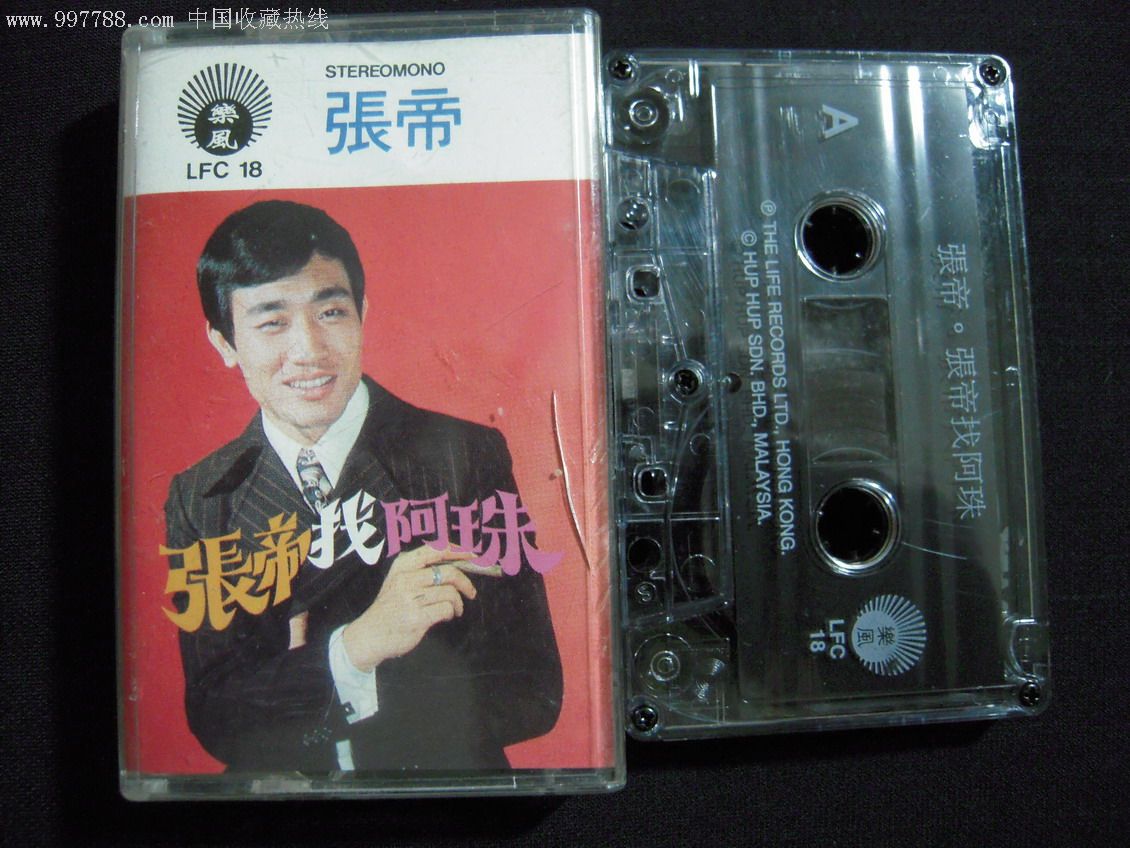 www.997788.com 中国收藏热线
樂風
LFC 18
STEREOMONO
張帝
張帝找阿珠
A
℗ THE LIFE RECORDS LTD., HONG KONG.
© HUP HUP SDN. BHD., MALAYSIA.
張帝。張帝找阿珠
樂風
LFC
18